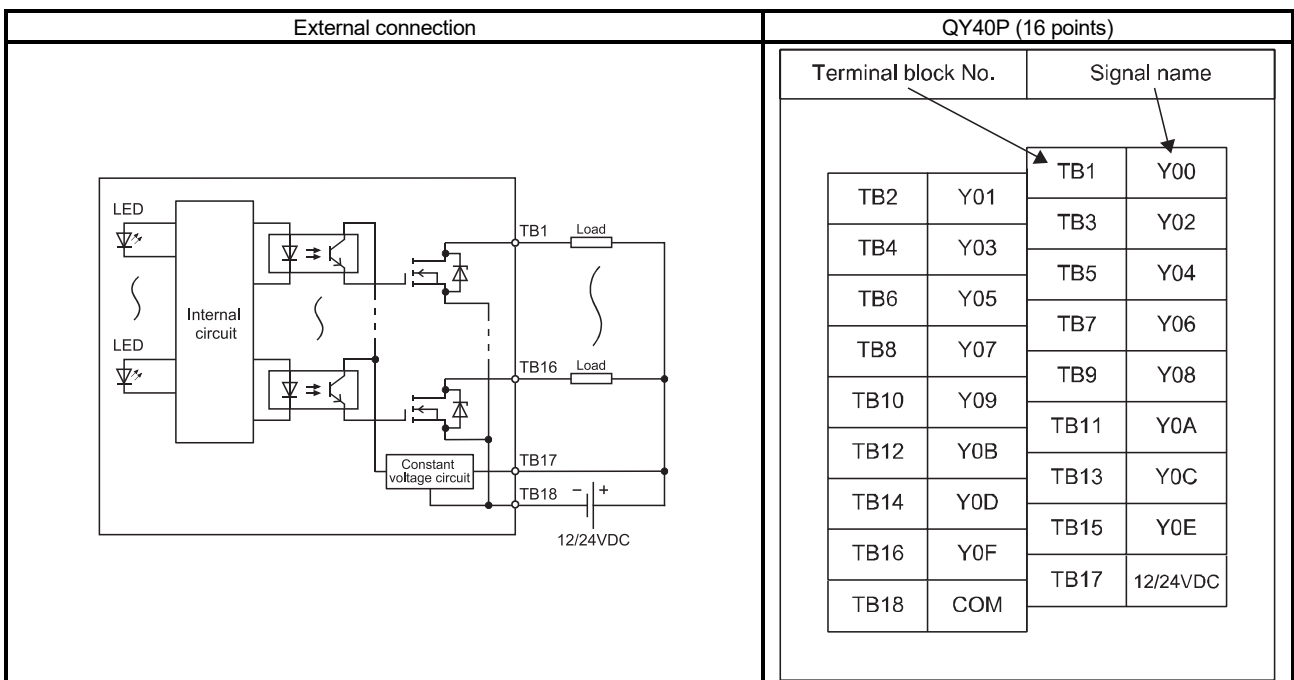 External connection
QY40P (16 points)
LED
LED
Internal
circuit
Constant
voltage circuit
TB1
Load
TB16
Load
TB17
TB18
− +
12/24VDC
Terminal block No.
Signal name
TB1 Y00
TB2 Y01
TB3 Y02
TB4 Y03
TB5 Y04
TB6 Y05
TB7 Y06
TB8 Y07
TB9 Y08
TB10 Y09
TB11 Y0A
TB12 Y0B
TB13 Y0C
TB14 Y0D
TB15 Y0E
TB16 Y0F
TB17 12/24VDC
TB18 COM